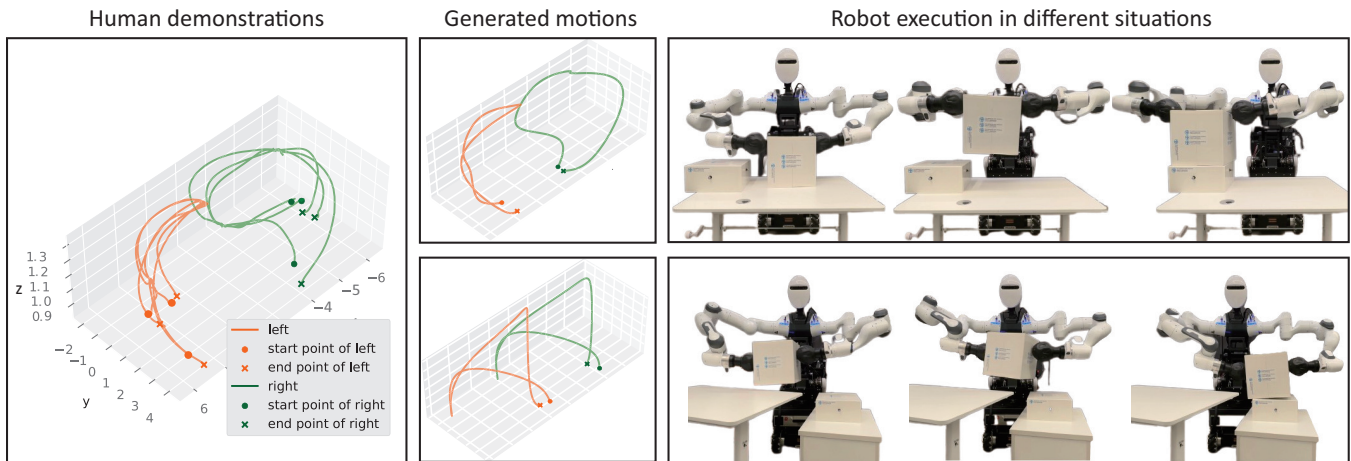 Human demonstrations
Generated motions
Robot execution in different situations
z
1.3
1.2
1.1
1.0
0.9
−2
−1
0
1
2
3
4
y
6
−4
−5
−6
left
start point of left
end point of left
right
start point of right
end point of right